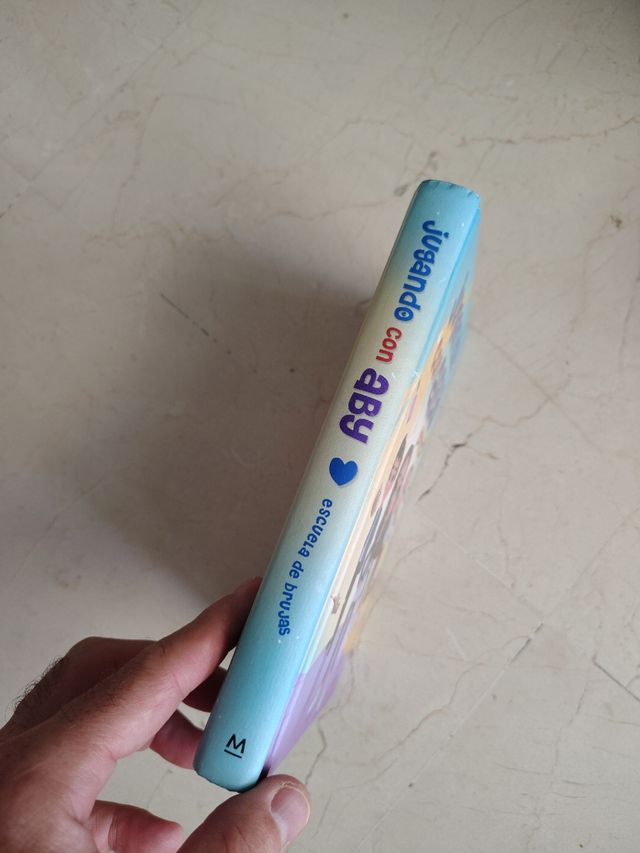 jugando con aby
escuela de brujas
M